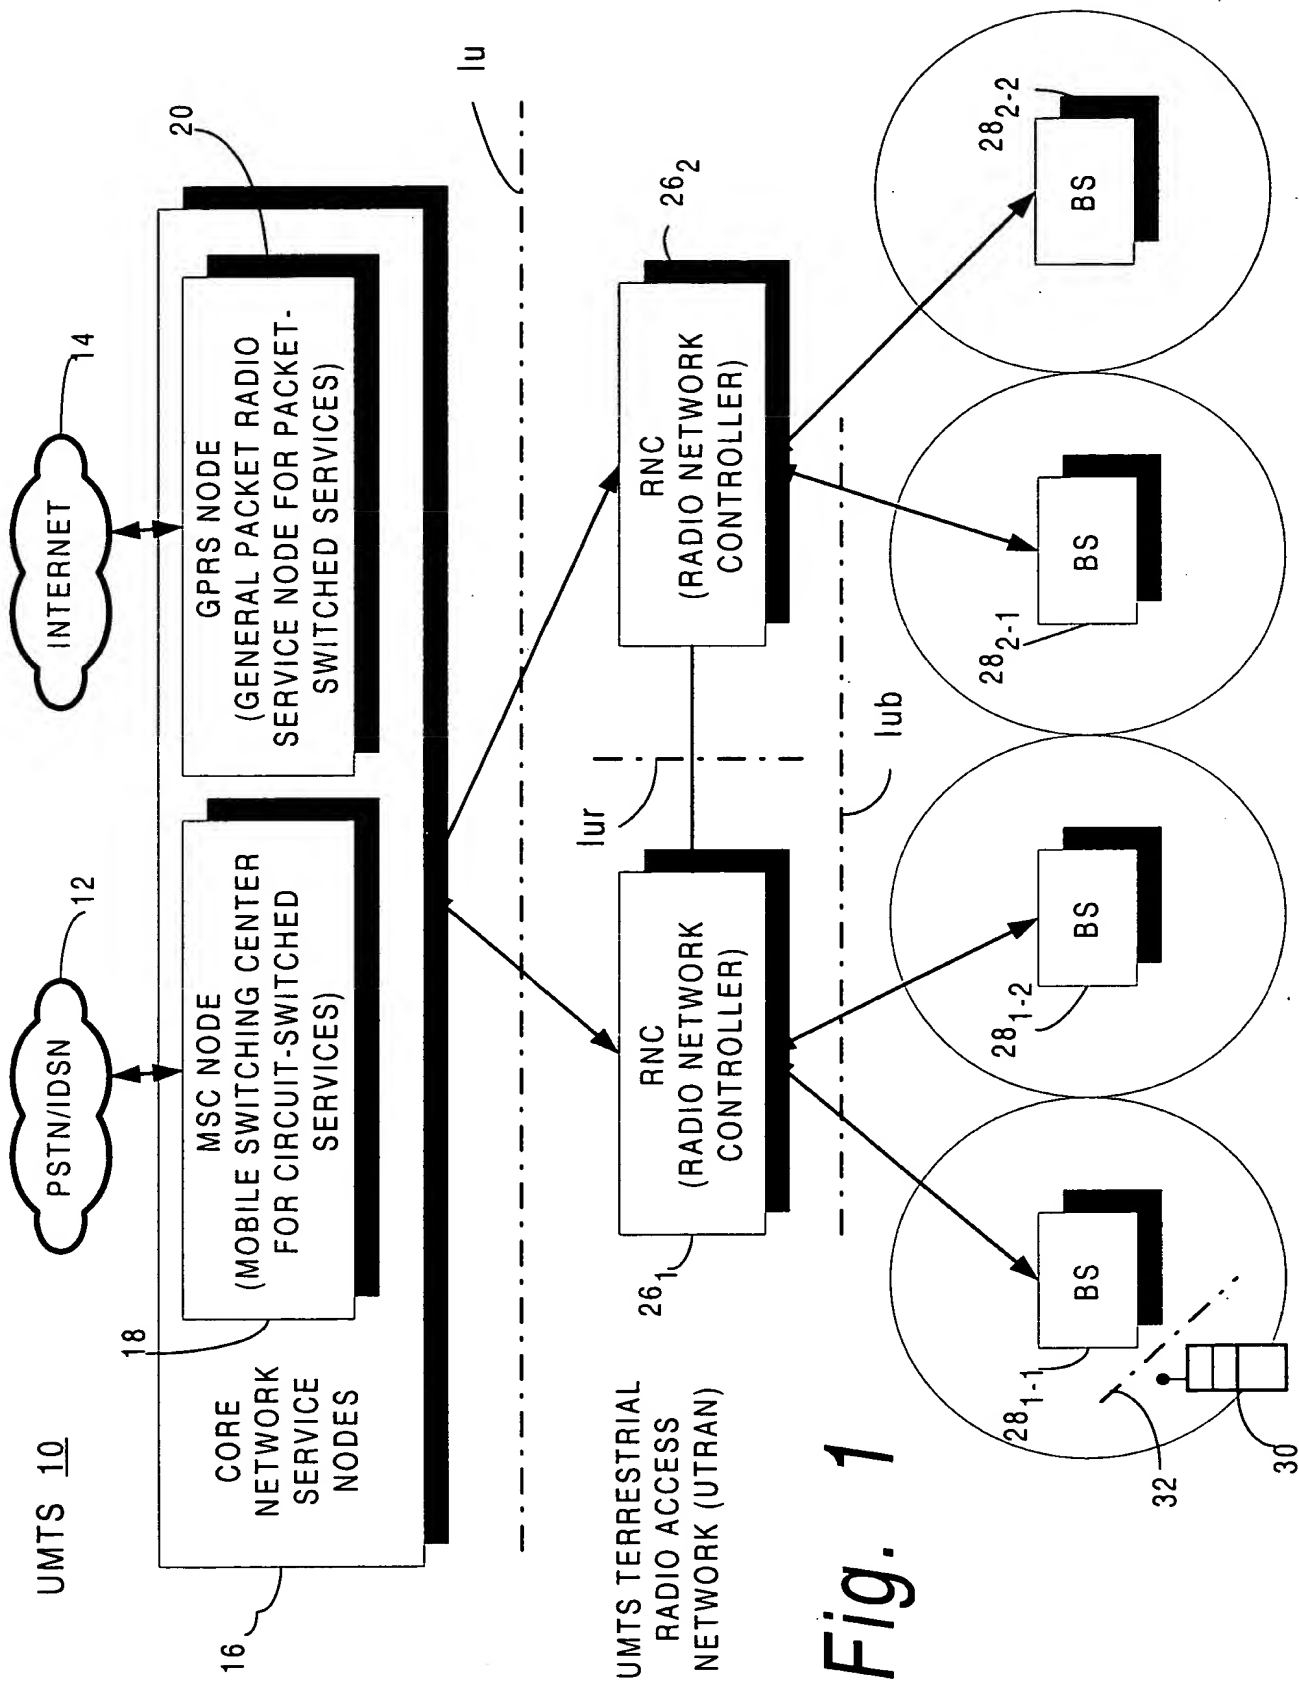 UMTS 10
PSTN/IDSN
12
INTERNET
14
16
CORE
NETWORK
SERVICE
NODES
18
MSC NODE
(MOBILE SWITCHING CENTER
FOR CIRCUIT-SWITCHED
SERVICES)
GPRS NODE
(GENERAL PACKET RADIO
SERVICE NODE FOR PACKET-
SWITCHED SERVICES)
20
Iu
UMTS TERRESTRIAL
RADIO ACCESS
NETWORK (UTRAN)
26₁
RNC
(RADIO NETWORK
CONTROLLER)
Iur
RNC
(RADIO NETWORK
CONTROLLER)
26₂
Iub
28₁₋₁
BS
28₁₋₂
BS
28₂₋₁
BS
28₂₋₂
BS
32
30
Fig. 1